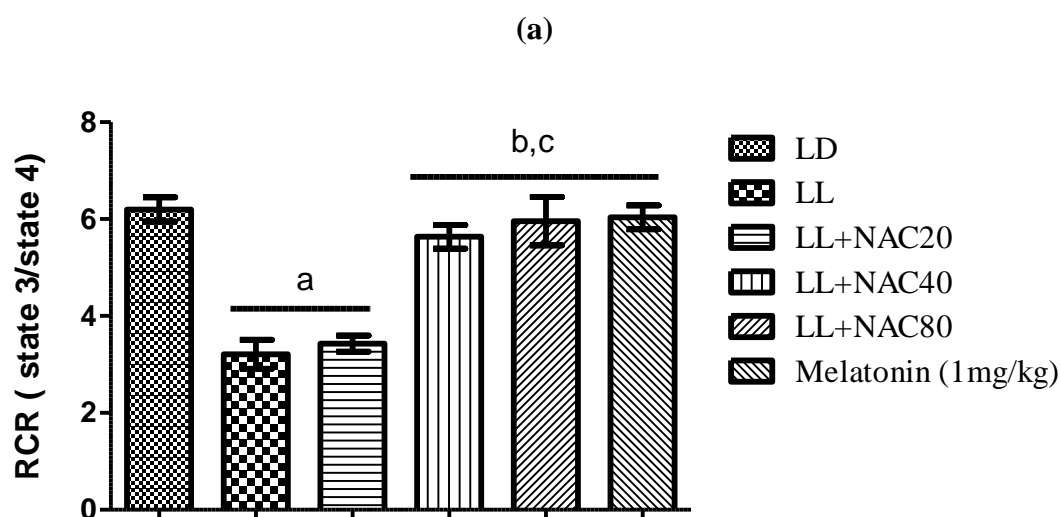 (a)
RCR ( state 3/state 4)
8
6
4
2
0
a
b,c
LD
LL
LL+NAC20
LL+NAC40
LL+NAC80
Melatonin (1mg/kg)